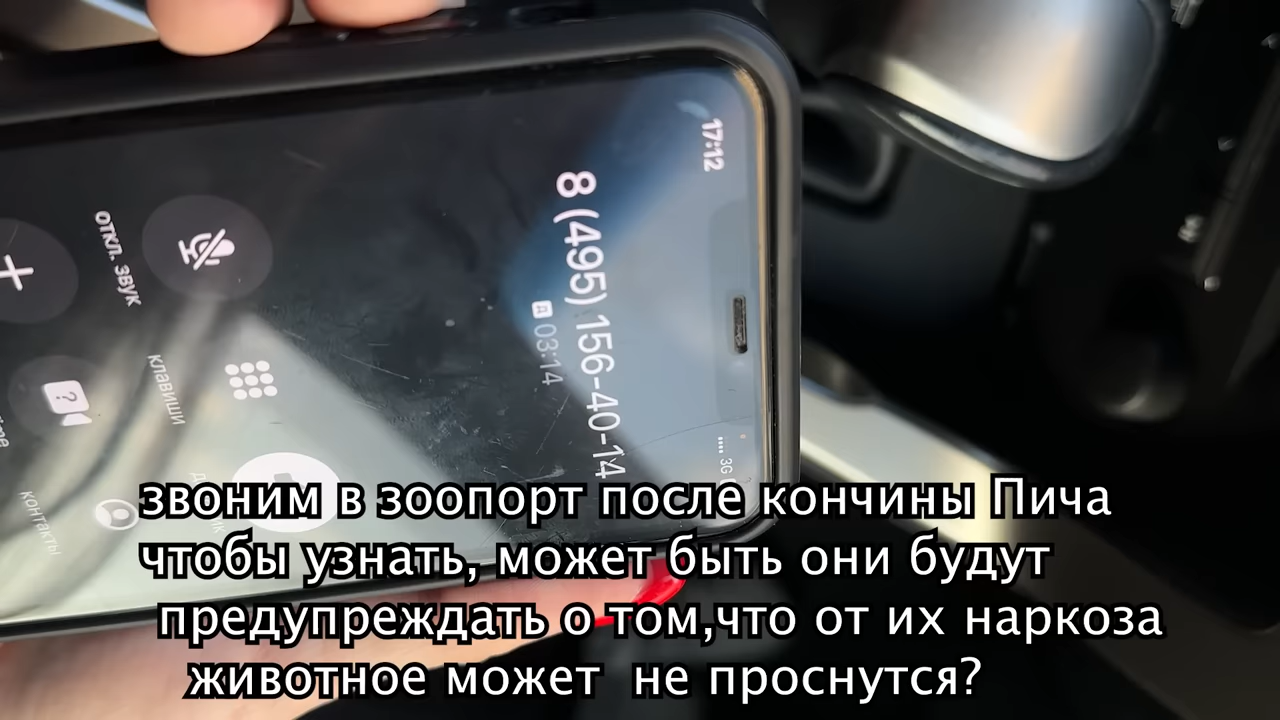 17:12
8 (495) 156-40-14
03:14
3G
откл. звук
клавиши
контакты
звоним в зоопорт после кончины Пича
чтобы узнать, может быть они будут
предупреждать о том,что от их наркоза
животное может не проснутся?